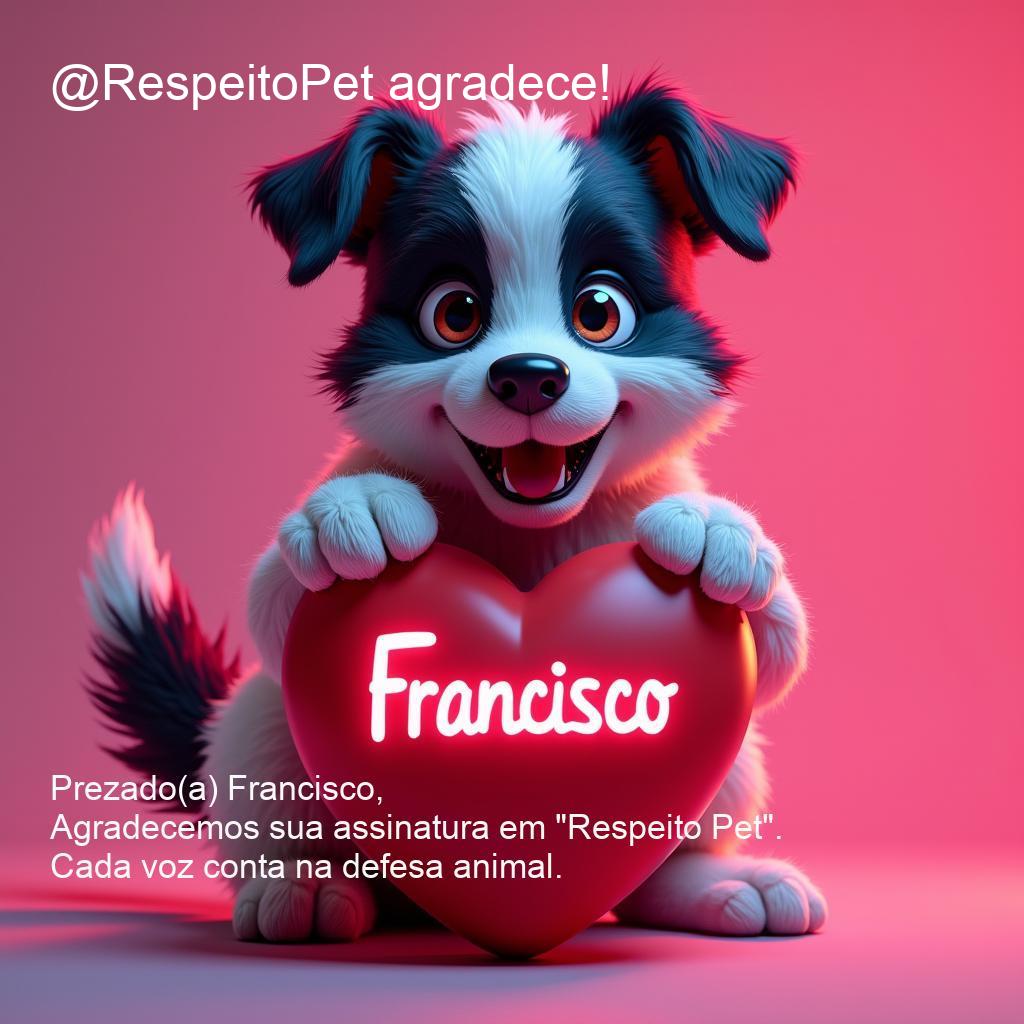 @RespeitoPet agradece!
Francisco
Prezado(a) Francisco,
Agradecemos sua assinatura em "Respeito Pet".
Cada voz conta na defesa animal.